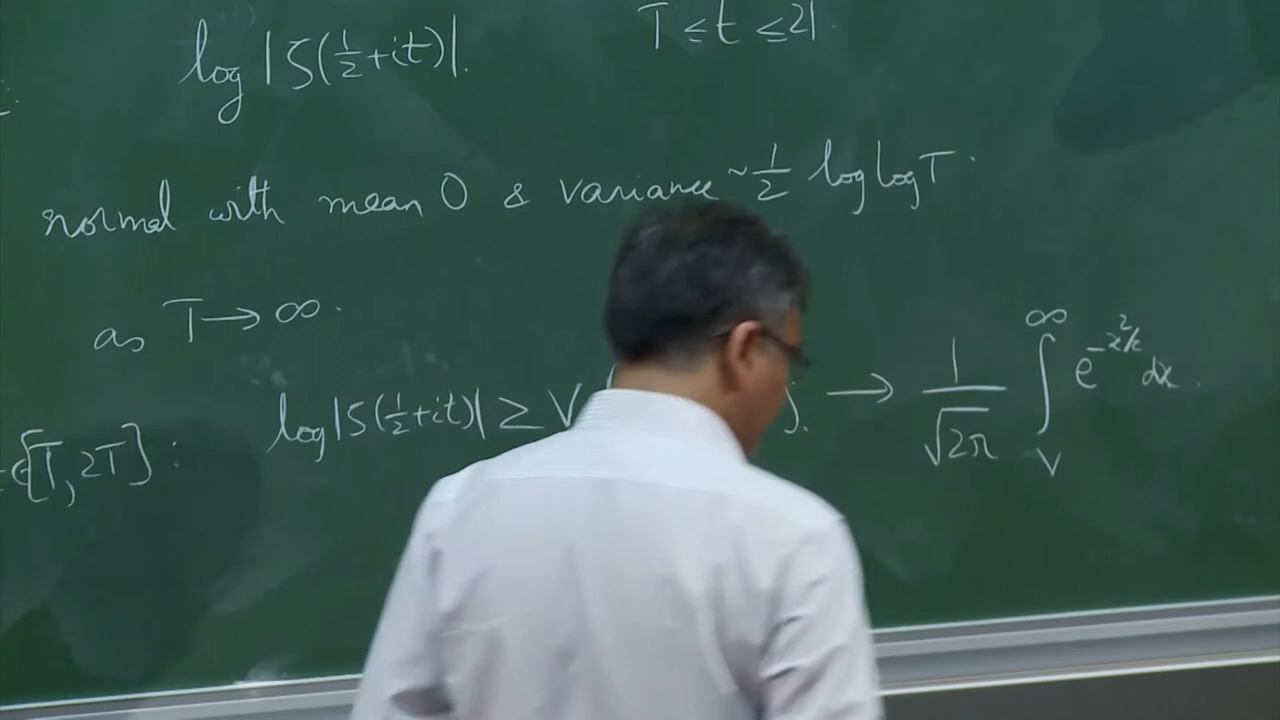 log |ζ(1/2+it)|. T ≤ t ≤ 2T.
normal with mean 0 & variance ~ 1/2 log log T.
as T → ∞.
∈[T, 2T] : log|ζ(1/2+it)| ≥ V }. → 1/√2π ∫_V^∞ e^{-x²/2} dx.